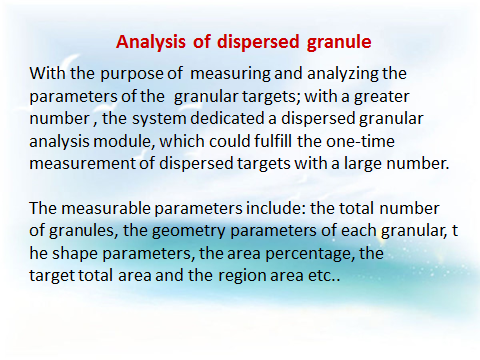 Analysis of dispersed granule
With the purpose of measuring and analyzing the
parameters of the granular targets; with a greater
number , the system dedicated a dispersed granular
analysis module, which could fulfill the one-time
measurement of dispersed targets with a large number.
The measurable parameters include: the total number
of granules, the geometry parameters of each granular, t
he shape parameters, the area percentage, the
target total area and the region area etc..